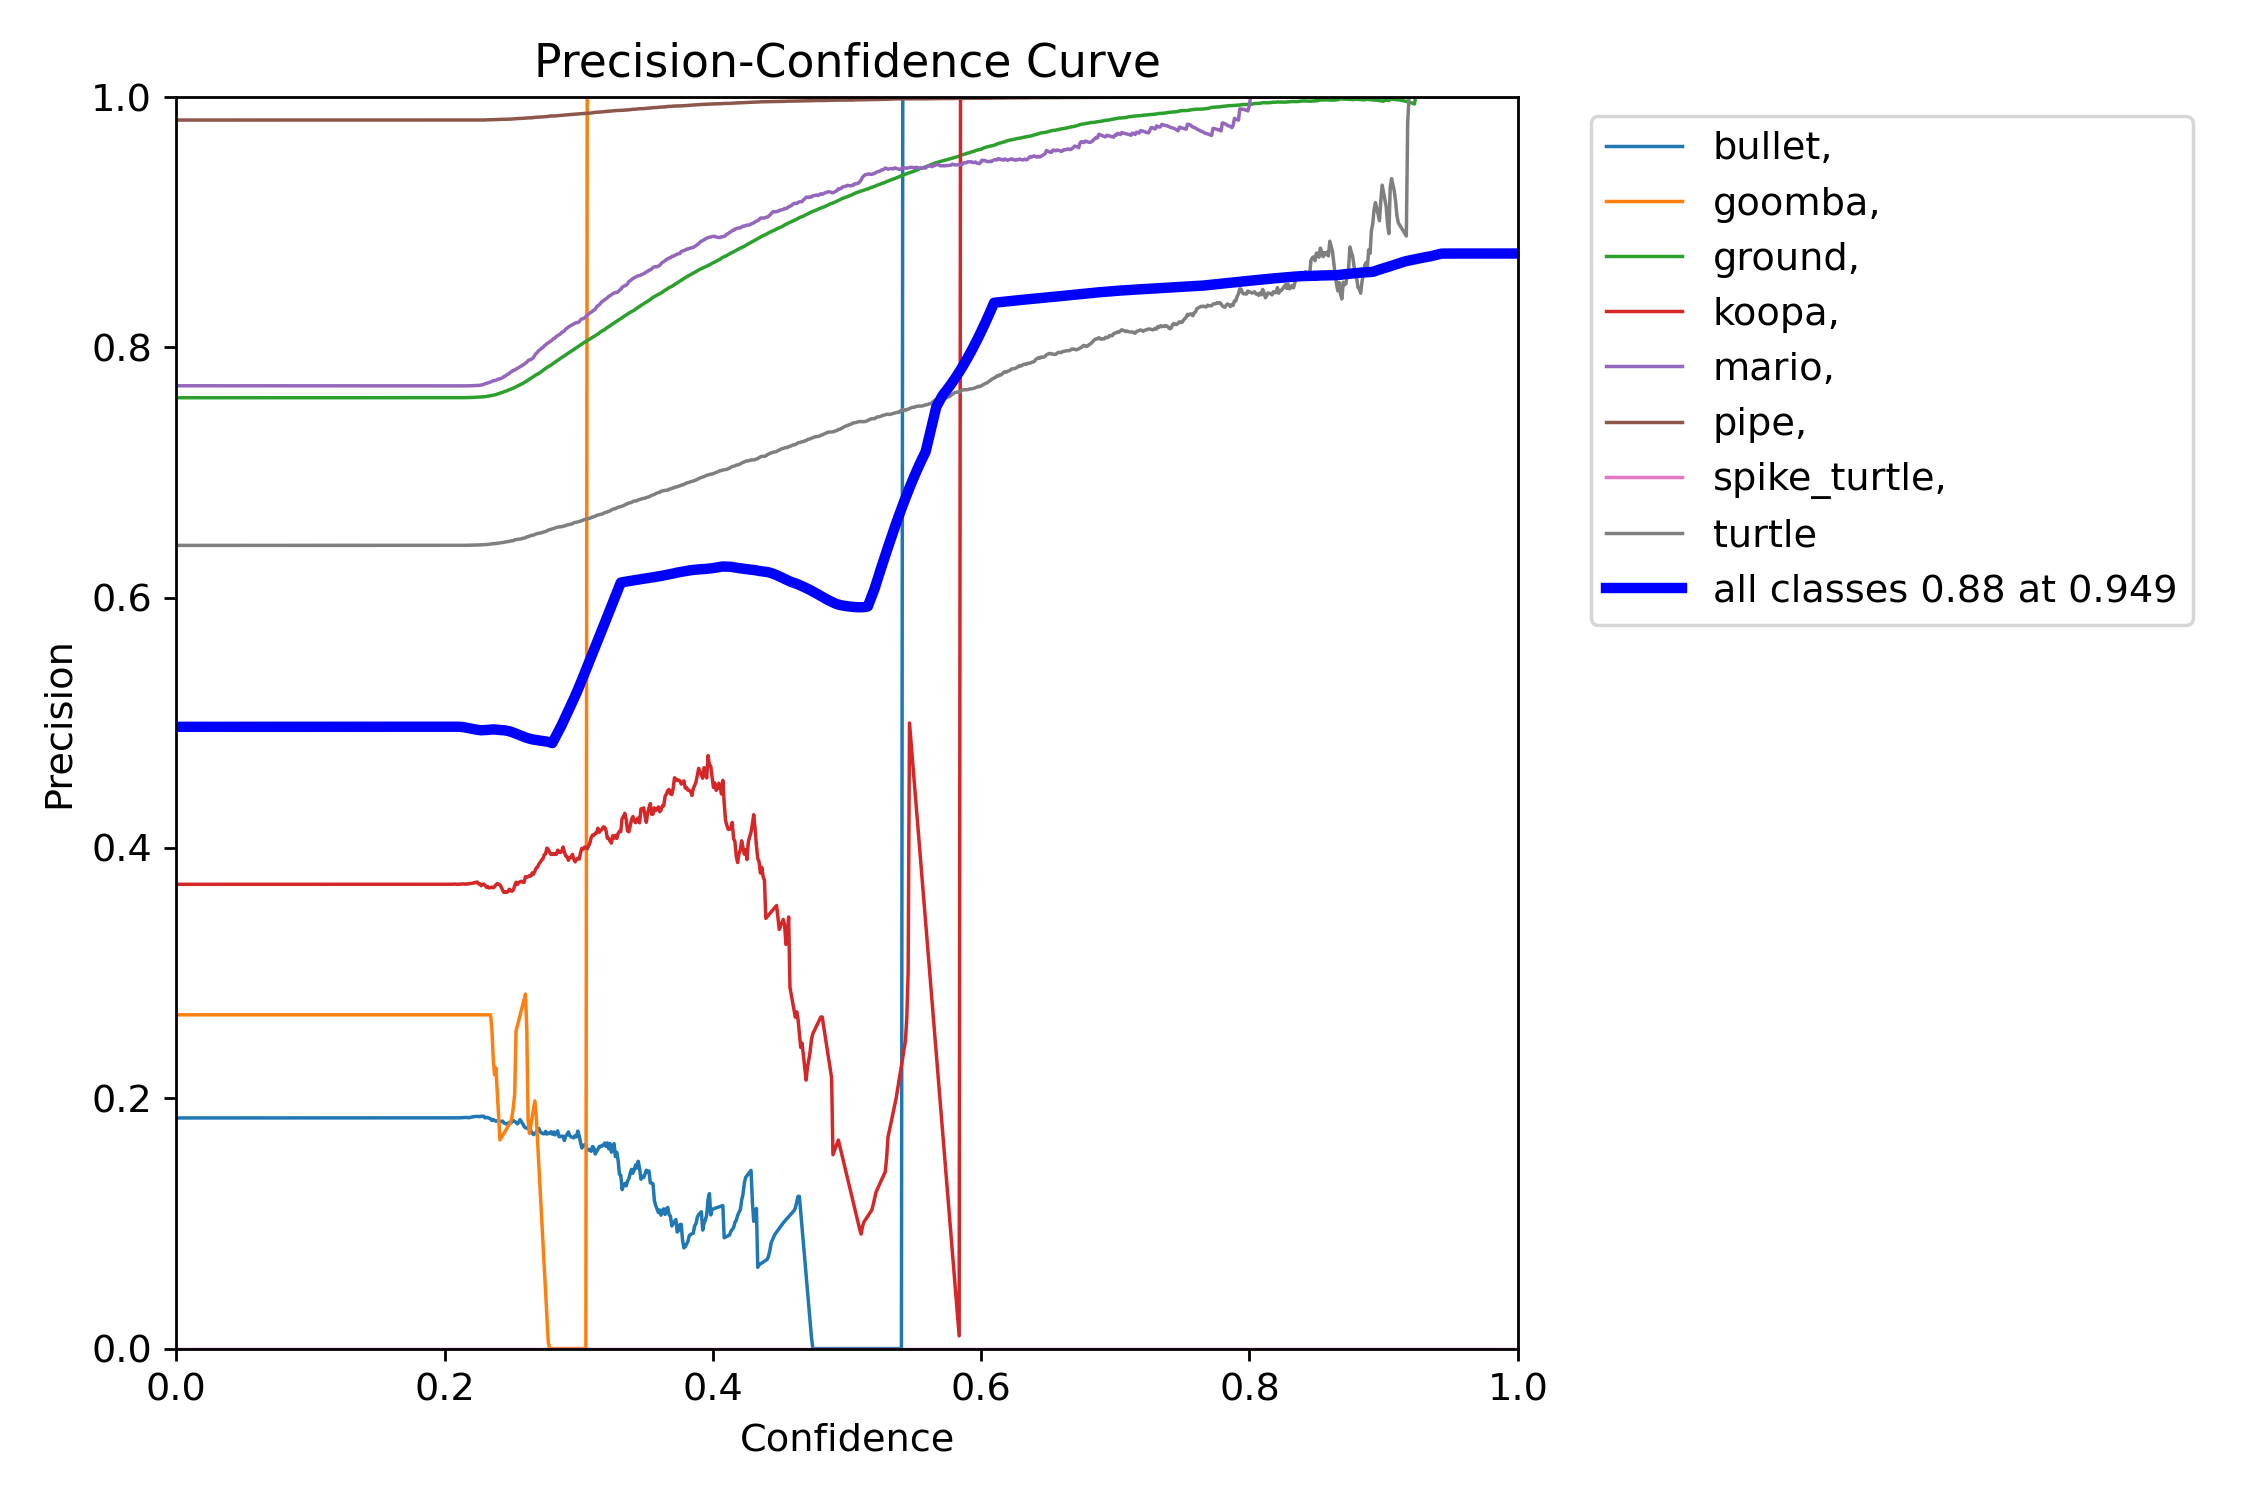 Precision-Confidence Curve
1.0
0.8
0.6
0.4
0.2
0.0
Precision
0.0 0.2 0.4 0.6 0.8 1.0
Confidence
bullet,
goomba,
ground,
koopa,
mario,
pipe,
spike_turtle,
turtle
all classes 0.88 at 0.949